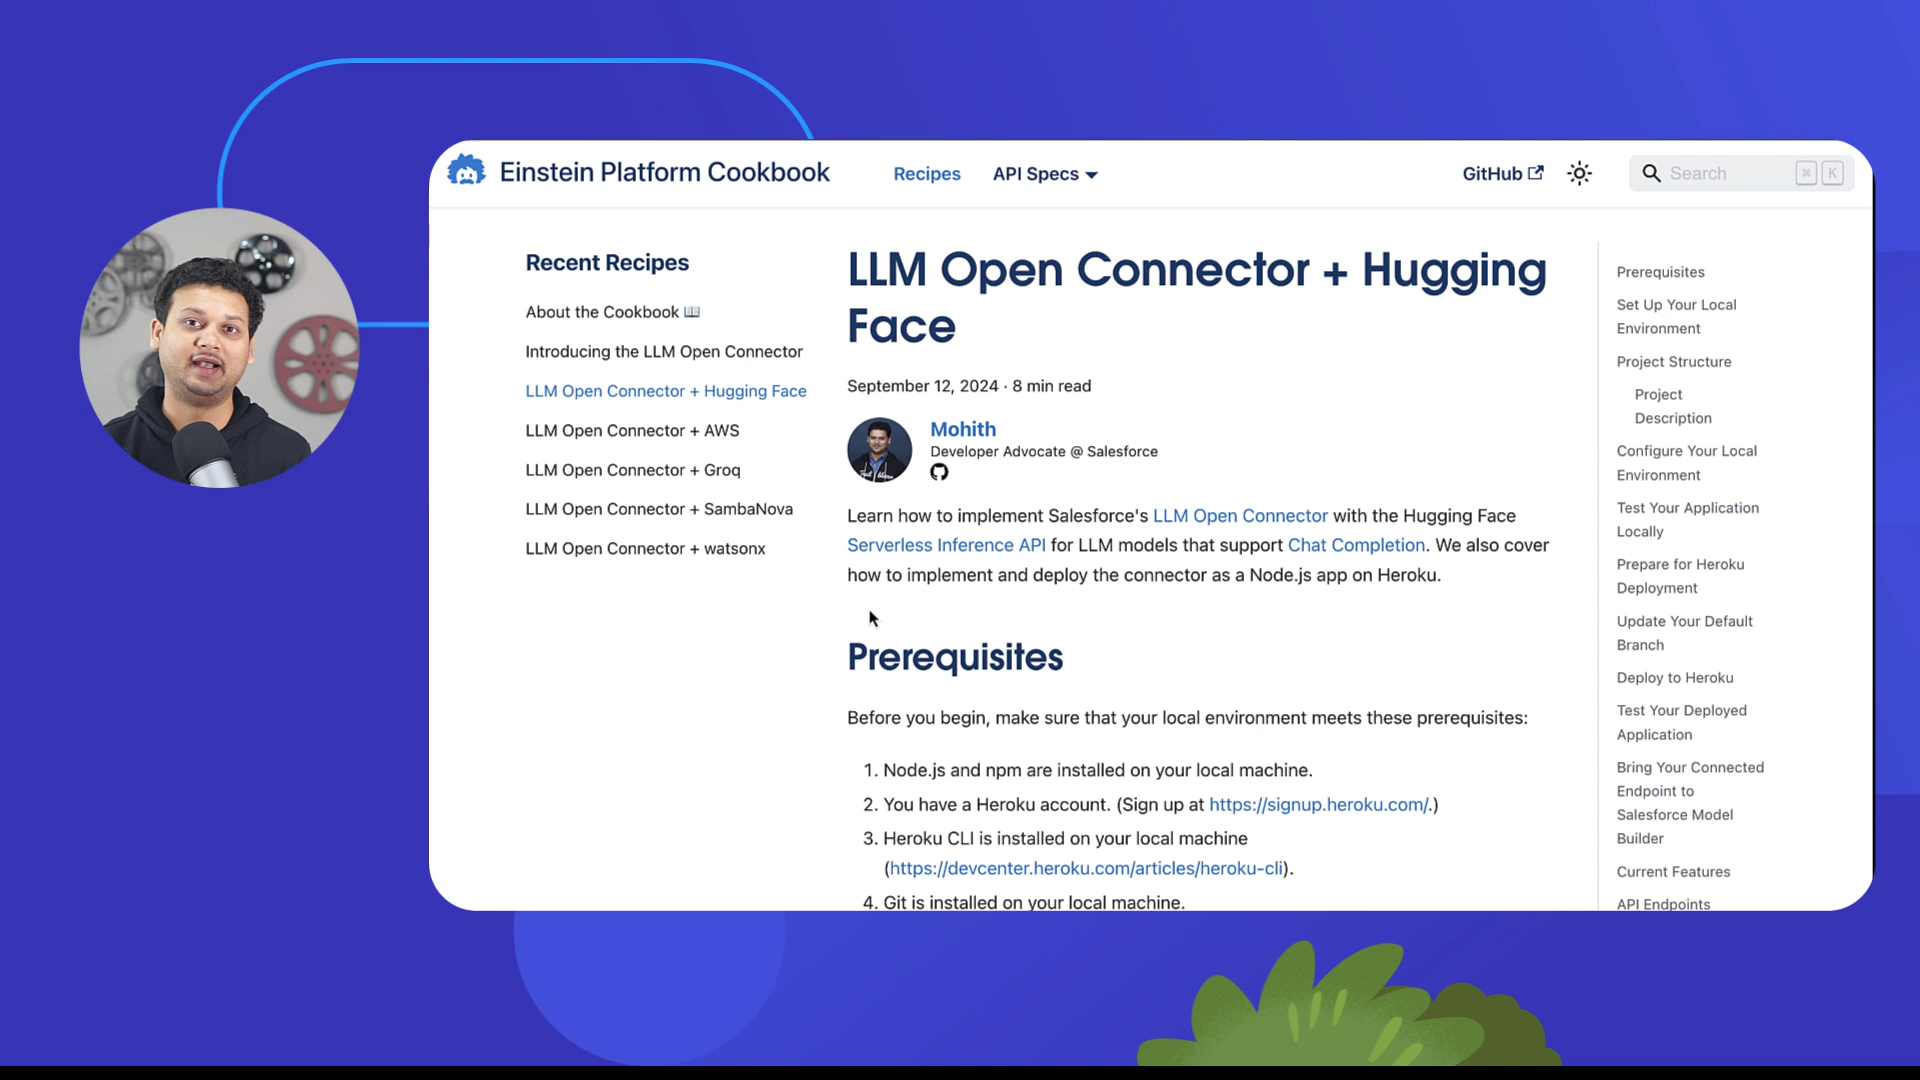 Einstein Platform Cookbook
Recipes
API Specs
GitHub
Search
⌘
K
Recent Recipes
About the Cookbook 📖
Introducing the LLM Open Connector
LLM Open Connector + Hugging Face
LLM Open Connector + AWS
LLM Open Connector + Groq
LLM Open Connector + SambaNova
LLM Open Connector + watsonx
LLM Open Connector + Hugging
Face
September 12, 2024 · 8 min read
Mohith
Developer Advocate @ Salesforce
Learn how to implement Salesforce's LLM Open Connector with the Hugging Face
Serverless Inference API for LLM models that support Chat Completion. We also cover
how to implement and deploy the connector as a Node.js app on Heroku.
Prerequisites
Before you begin, make sure that your local environment meets these prerequisites:
1. Node.js and npm are installed on your local machine.
2. You have a Heroku account. (Sign up at https://signup.heroku.com/.)
3. Heroku CLI is installed on your local machine
(https://devcenter.heroku.com/articles/heroku-cli).
4. Git is installed on your local machine.
Prerequisites
Set Up Your Local
Environment
Project Structure
Project
Description
Configure Your Local
Environment
Test Your Application
Locally
Prepare for Heroku
Deployment
Update Your Default
Branch
Deploy to Heroku
Test Your Deployed
Application
Bring Your Connected
Endpoint to
Salesforce Model
Builder
Current Features
API Endpoints